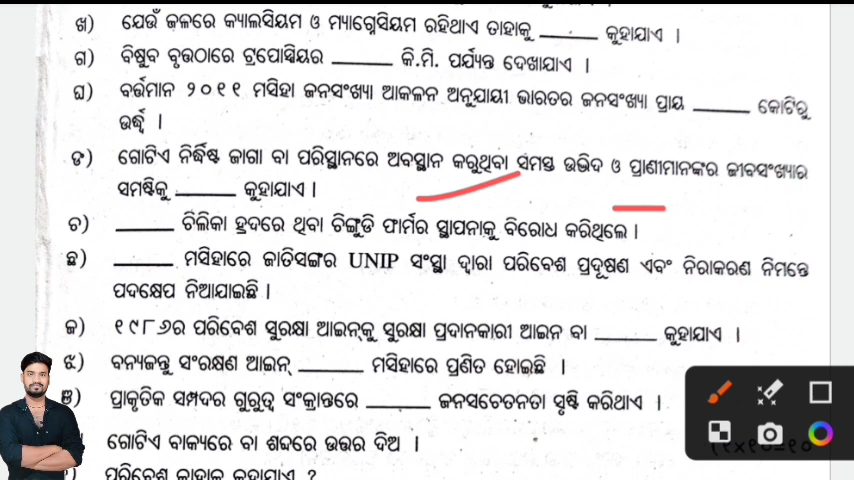 ଖ) ଯେଉଁ ଜଳରେ କ୍ୟାଲସିୟମ ଓ ମ୍ୟାଗ୍ନେସିୟମ ରହିଥାଏ ତାହାକୁ ______ କୁହାଯାଏ ।
ଗ) ବିଷୁବ ବୃତ୍ତଠାରେ ଟ୍ରପୋସ୍ପିୟର ______ କି.ମି. ପର୍ଯ୍ୟନ୍ତ ଦେଖାଯାଏ ।
ଘ) ବର୍ତ୍ତମାନ ୨୦୧୧ ମସିହା ଜନସଂଖ୍ୟା ଆକଳନ ଅନୁଯାୟୀ ଭାରତର ଜନସଂଖ୍ୟା ପ୍ରାୟ ______ କୋଟିରୁ
ଉର୍ଦ୍ଧ୍ୱ ।
ଙ) ଗୋଟିଏ ନିର୍ଦ୍ଧିଷ୍ଟ ଜାଗା ବା ପରିସ୍ଥାନରେ ଅବସ୍ଥାନ କରୁଥିବା ସମସ୍ତ ଉଦ୍ଭିଦ ଓ ପ୍ରାଣୀମାନଙ୍କର ଜୀବସଂଖ୍ୟାର
ସମଷ୍ଟିକୁ ______ କୁହାଯାଏ ।
ଚ) ______ ଚିଲିକା ହ୍ରଦରେ ଥିବା ଚିଙ୍ଗୁଡି ଫାର୍ମର ସ୍ଥାପନାକୁ ବିରୋଧ କରିଥିଲେ ।
ଛ) ______ ମସିହାରେ ଜାତିସଙ୍ଗର UNIP ସଂସ୍ଥା ଦ୍ୱାରା ପରିବେଶ ପ୍ରଦୂଷଣ ଏବଂ ନିରାକରଣ ନିମନ୍ତେ
ପଦକ୍ଷେପ ନିଆଯାଇଛି ।
ଜ) ୧୯୮୬ର ପରିବେଶ ସୁରକ୍ଷା ଆଇନ୍‌କୁ ସୁରକ୍ଷା ପ୍ରଦାନକାରୀ ଆଇନ ବା ______ କୁହାଯାଏ ।
ଝ) ବନ୍ୟଜନ୍ତୁ ସଂରକ୍ଷଣ ଆଇନ୍ ______ ମସିହାରେ ପ୍ରଣିତ ହୋଇଛି ।
ଞ) ପ୍ରାକୃତିକ ସମ୍ପଦର ଗୁରୁତ୍ୱ ସଂକ୍ରାନ୍ତରେ ______ ଜନସଚେତନତା ସୃଷ୍ଟି କରିଥାଏ ।
ଗୋଟିଏ ବାକ୍ୟରେ ବା ଶବ୍ଦରେ ଉତ୍ତର ଦିଅ ।
ପରିବେଶ କାହାକୁ କୁହାଯାଏ ?